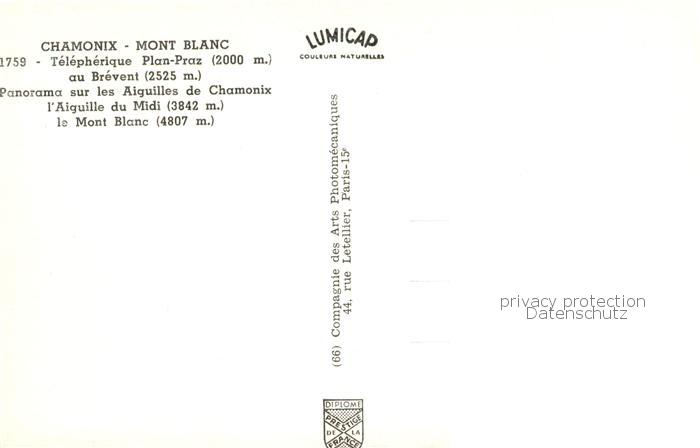 CHAMONIX - MONT BLANC
1759 - Téléphérique Plan-Praz (2000 m.)
au Brévent (2525 m.)
Panorama sur les Aiguilles de Chamonix
l'Aiguille du Midi (3842 m.)
le Mont Blanc (4807 m.)
LUMICAP
COULEURS NATURELLES
(66) Compagnie des Arts Photomécaniques
44, rue Letellier, Paris-15e
privacy protection
Datenschutz
DIPLOME
PRESTIGE
DE LA
FRANCE